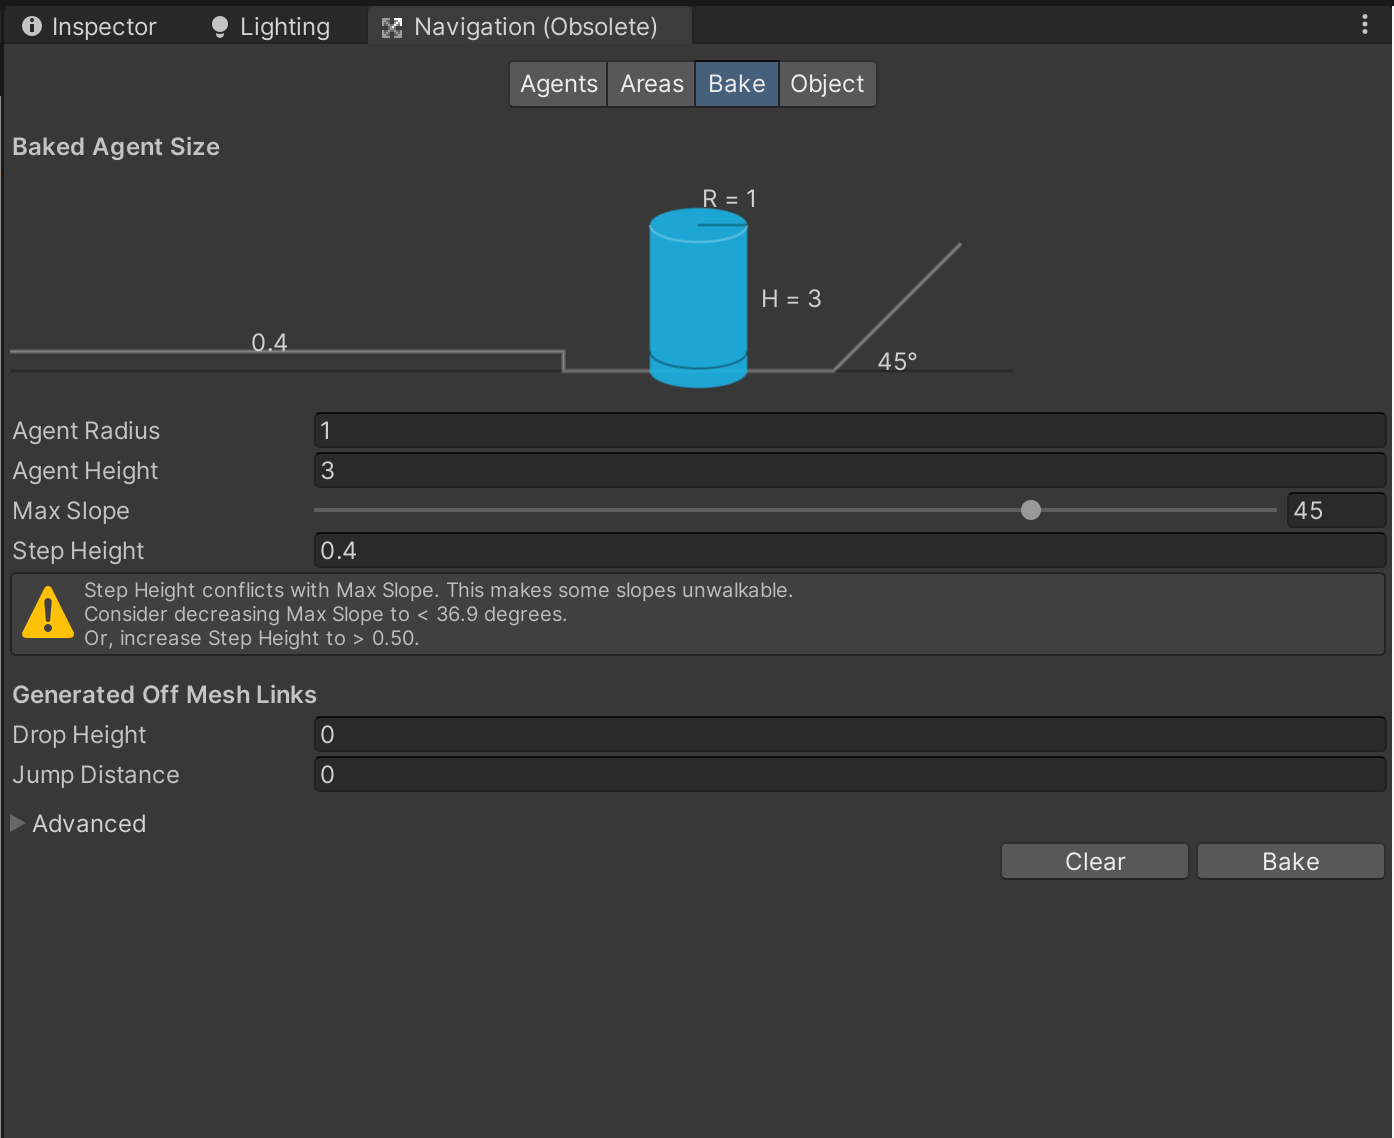 Inspector
Lighting
Navigation (Obsolete)
Agents
Areas
Bake
Object
Baked Agent Size
R = 1
H = 3
0.4
45°
Agent Radius
1
Agent Height
3
Max Slope
45
Step Height
0.4
Step Height conflicts with Max Slope. This makes some slopes unwalkable.
Consider decreasing Max Slope to < 36.9 degrees.
Or, increase Step Height to > 0.50.
Generated Off Mesh Links
Drop Height
0
Jump Distance
0
Advanced
Clear
Bake